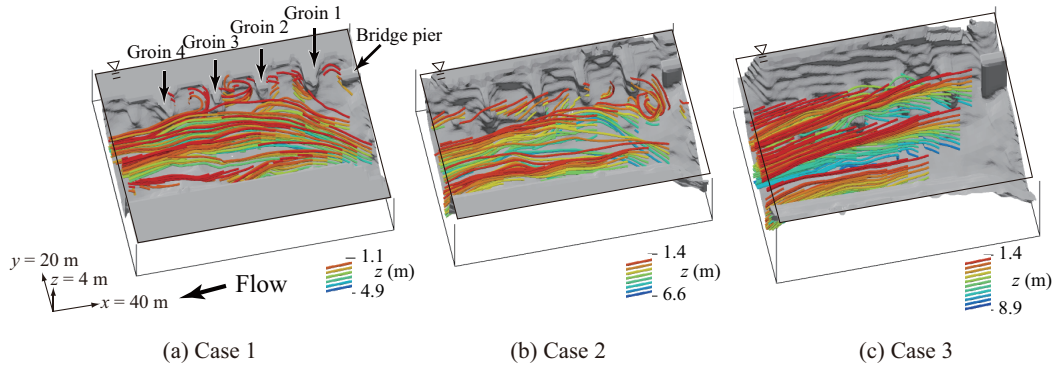 Groin 1
Groin 2
Groin 3
Groin 4
Bridge pier
y = 20 m
z = 4 m
x = 40 m
Flow
1.1
z (m)
- 4.9
1.4
z (m)
- 6.6
1.4
z (m)
- 8.9
(a) Case 1
(b) Case 2
(c) Case 3